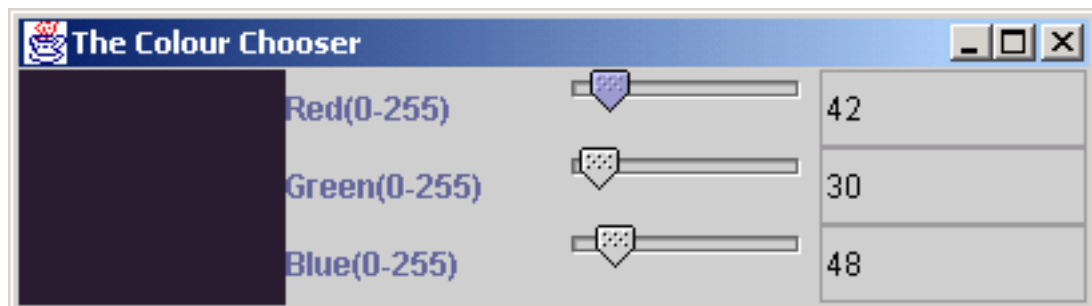 The Colour Chooser
Red(0-255) 42
Green(0-255) 30
Blue(0-255) 48